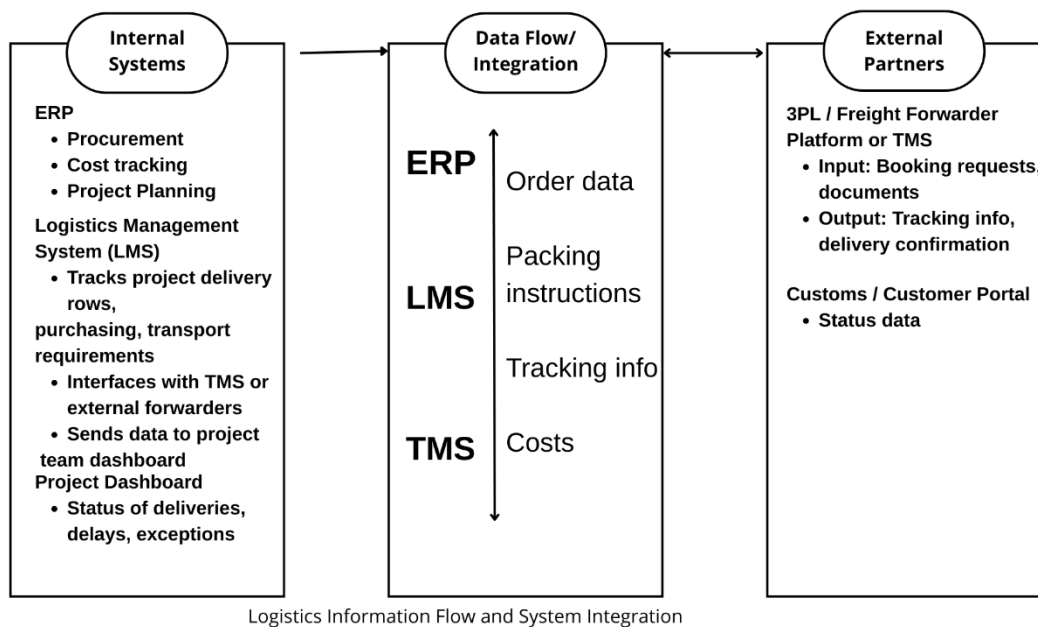 Internal
Systems
ERP
• Procurement
• Cost tracking
• Project Planning
Logistics Management
System (LMS)
• Tracks project delivery
rows,
purchasing, transport
requirements
• Interfaces with TMS or
external forwarders
• Sends data to project
team dashboard
Project Dashboard
• Status of deliveries,
delays, exceptions
Data Flow/
Integration
ERP
Order data
Packing
instructions
LMS
Tracking info
TMS
Costs
External
Partners
3PL / Freight Forwarder
Platform or TMS
• Input: Booking requests,
documents
• Output: Tracking info,
delivery confirmation
Customs / Customer Portal
• Status data
Logistics Information Flow and System Integration